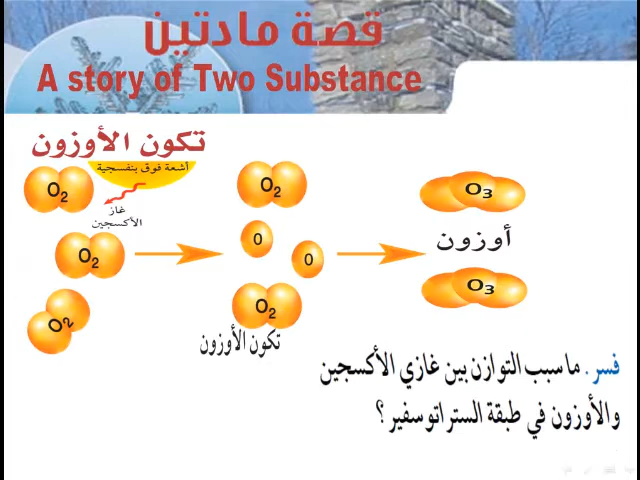 قصة مادتين
A story of Two Substance
تكون الأوزون
أشعة فوق بنفسجية
غاز
الأكسجين
O2
O2
O2
O2
O
O
O2
تكون الأوزون
O3
أوزون
O3
فسر. ما سبب التوازن بين غازي الأكسجين
والأوزون في طبقة الستراتوسفير؟